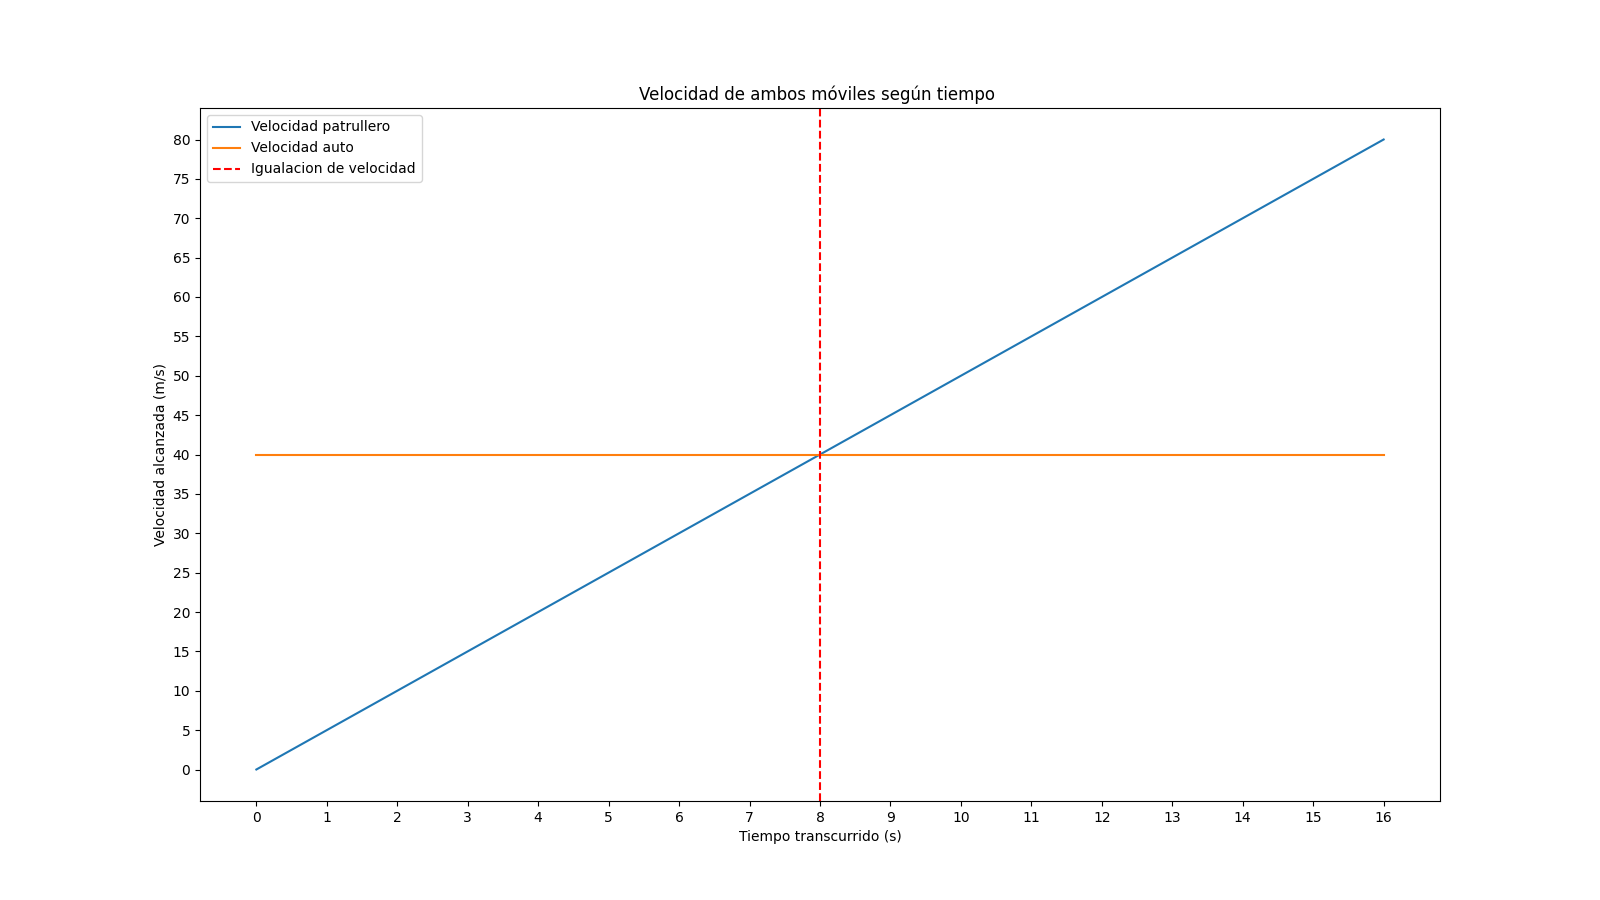 Velocidad de ambos móviles según tiempo
Velocidad patrullero
Velocidad auto
Igualacion de velocidad
Velocidad alcanzada (m/s)
80
75
70
65
60
55
50
45
40
35
30
25
20
15
10
5
0
0 1 2 3 4 5 6 7 8 9 10 11 12 13 14 15 16
Tiempo transcurrido (s)